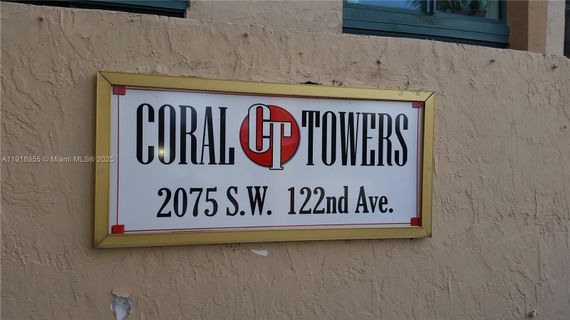 CORAL CT TOWERS
2075 S.W. 122nd Ave.
A11916355 © Miami MLS® 2025